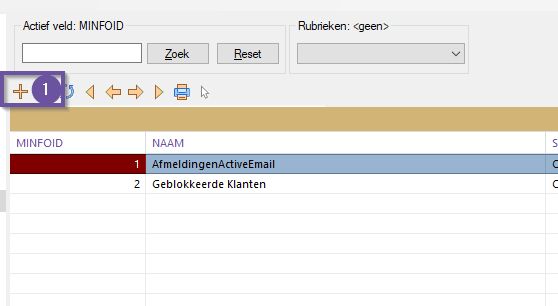 Actief veld: MINFOID
Rubrieken: <geen>
Zoek
Reset
1
MINFOID
NAAM
S
1
AfmeldingenActiveEmail
2
Geblokkeerde Klanten